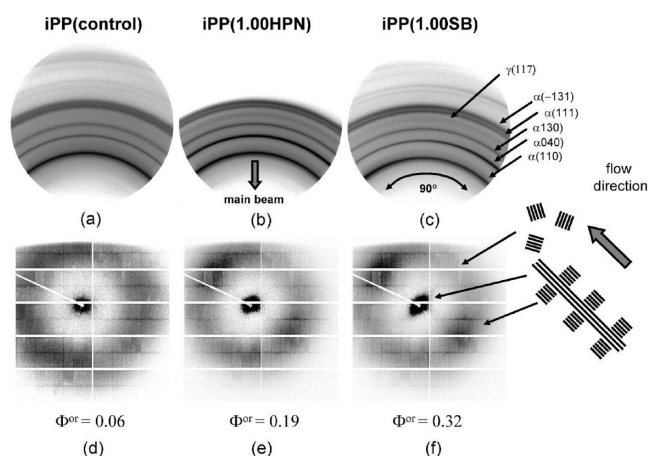 iPP(control)
iPP(1.00HPN)
iPP(1.00SB)
γ(117)
α(−131)
α(111)
α130)
α040)
α(110)
main beam
90º
(a)
(b)
(c)
flow
direction
Φᵒʳ = 0.06
Φᵒʳ = 0.19
Φᵒʳ = 0.32
(d)
(e)
(f)